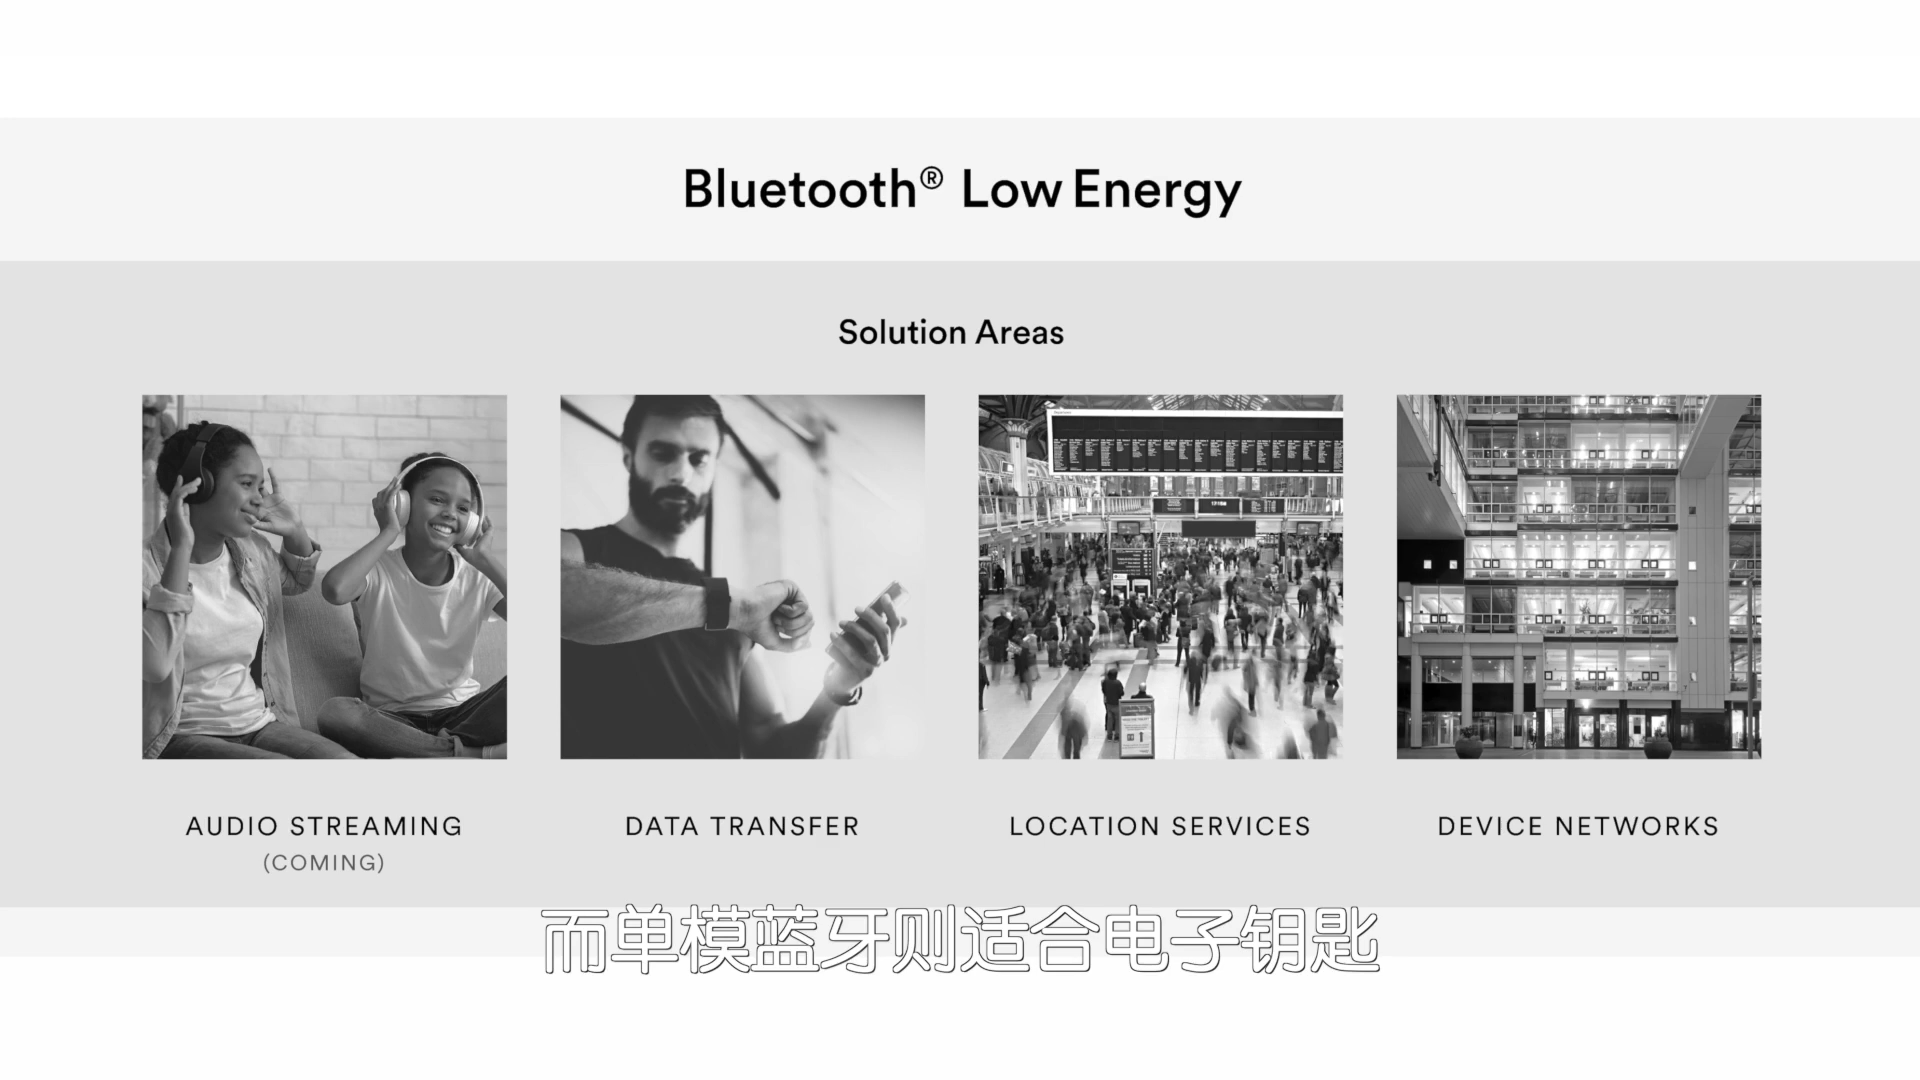 Bluetooth® Low Energy
Solution Areas
AUDIO STREAMING
(COMING)
DATA TRANSFER
LOCATION SERVICES
DEVICE NETWORKS
而单模蓝牙则适合电子钥匙